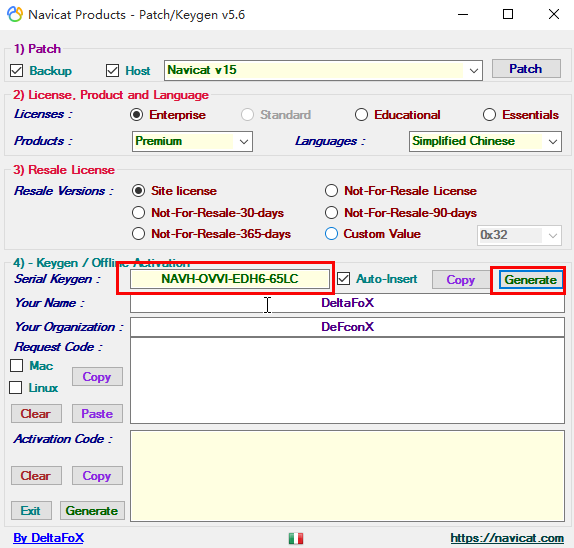 Navicat Products - Patch/Keygen v5.6
1) Patch
Backup Host Navicat v15 Patch
2) License, Product and Language
Licenses : Enterprise Standard Educational Essentials
Products : Premium Languages : Simplified Chinese
3) Resale License
Resale Versions : Site license Not-For-Resale License
Not-For-Resale-30-days Not-For-Resale-90-days
Not-For-Resale-365-days Custom Value 0x32
4) - Keygen / Offline Activation
Serial Keygen : NAVH-OVVI-EDH6-65LC Auto-Insert Copy Generate
Your Name : DeltaFoX
Your Organization : DeFconX
Request Code :
Mac
Linux
Copy
Clear Paste
Activation Code :
Clear Copy
Exit Generate
By DeltaFoX https://navicat.com